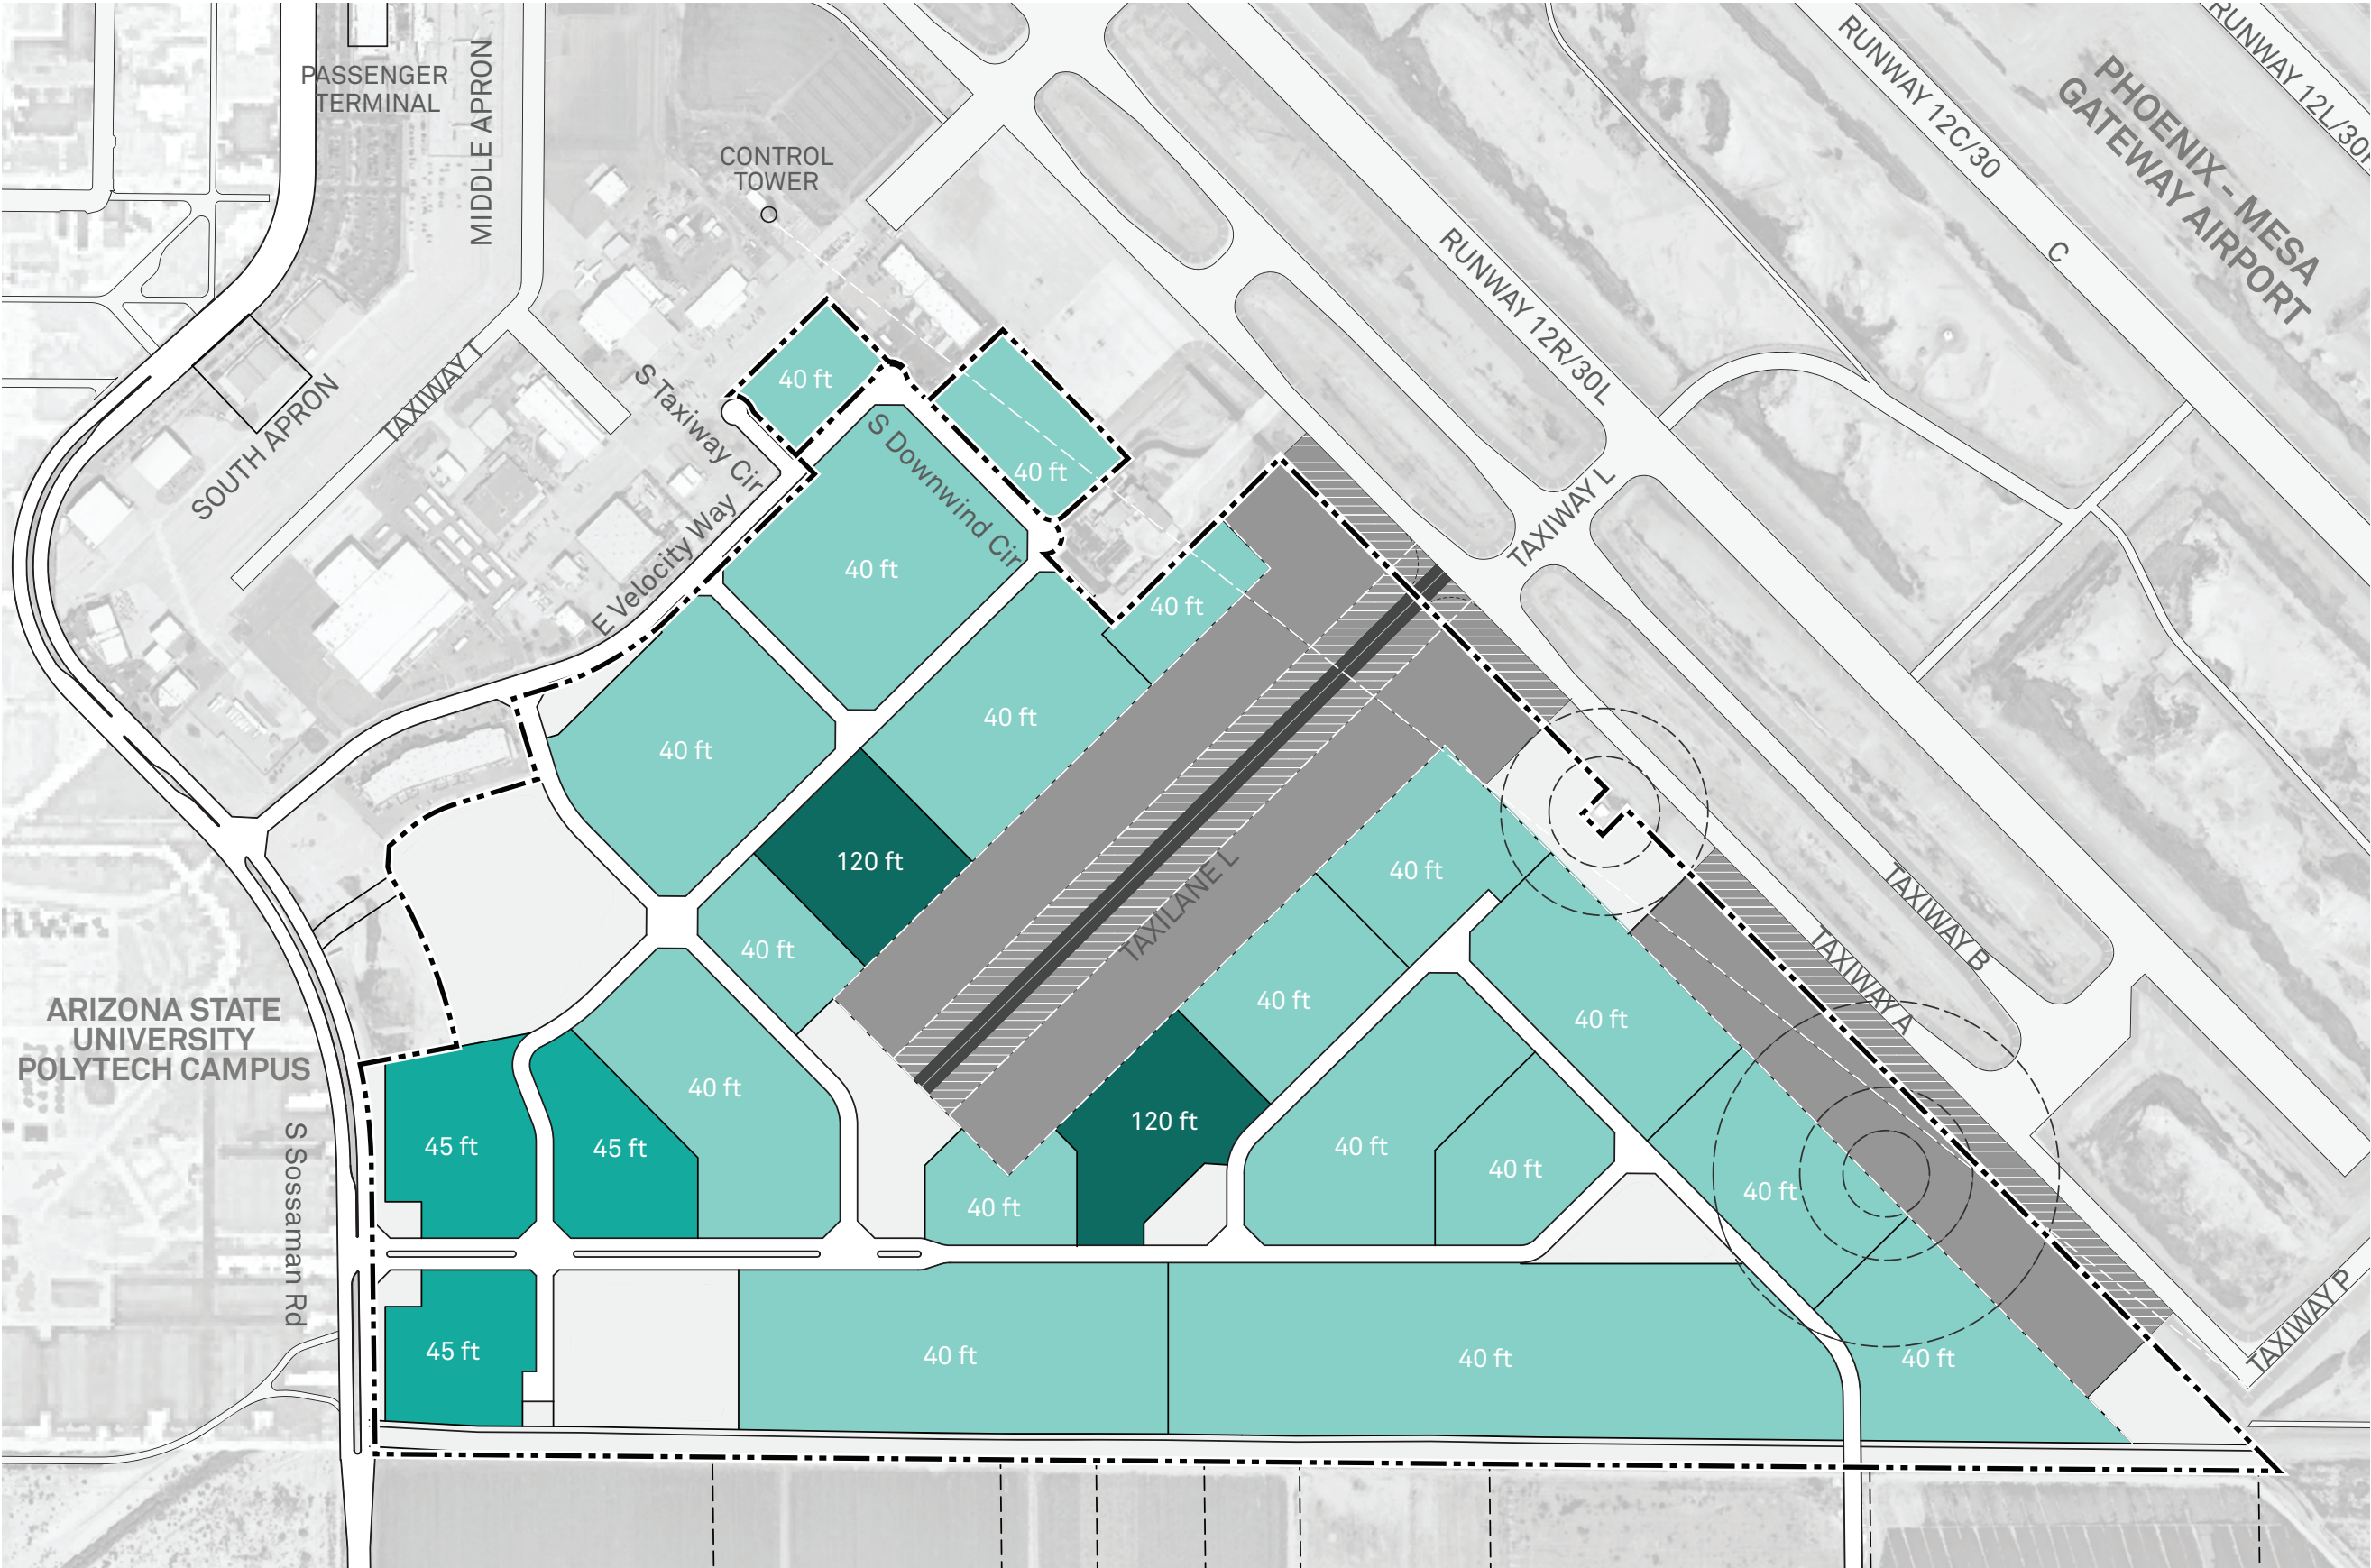 PASSENGER
TERMINAL
MIDDLE APRON
CONTROL
TOWER
RUNWAY 12L/30R
RUNWAY 12C/30
C
PHOENIX - MESA
GATEWAY AIRPORT
RUNWAY 12R/30L
TAXIWAY T
SOUTH APRON
S Taxiway Cir
E Velocity Way
S Downwind Cir
TAXIWAY L
40 ft
40 ft
40 ft
40 ft
40 ft
40 ft
120 ft
40 ft
TAXILANE L
40 ft
40 ft
40 ft
TAXIWAY B
TAXIWAY A
ARIZONA STATE
UNIVERSITY
POLYTECH CAMPUS
S Sossaman Rd
45 ft
45 ft
40 ft
40 ft
120 ft
40 ft
40 ft
40 ft
TAXIWAY P
45 ft
40 ft
40 ft
40 ft